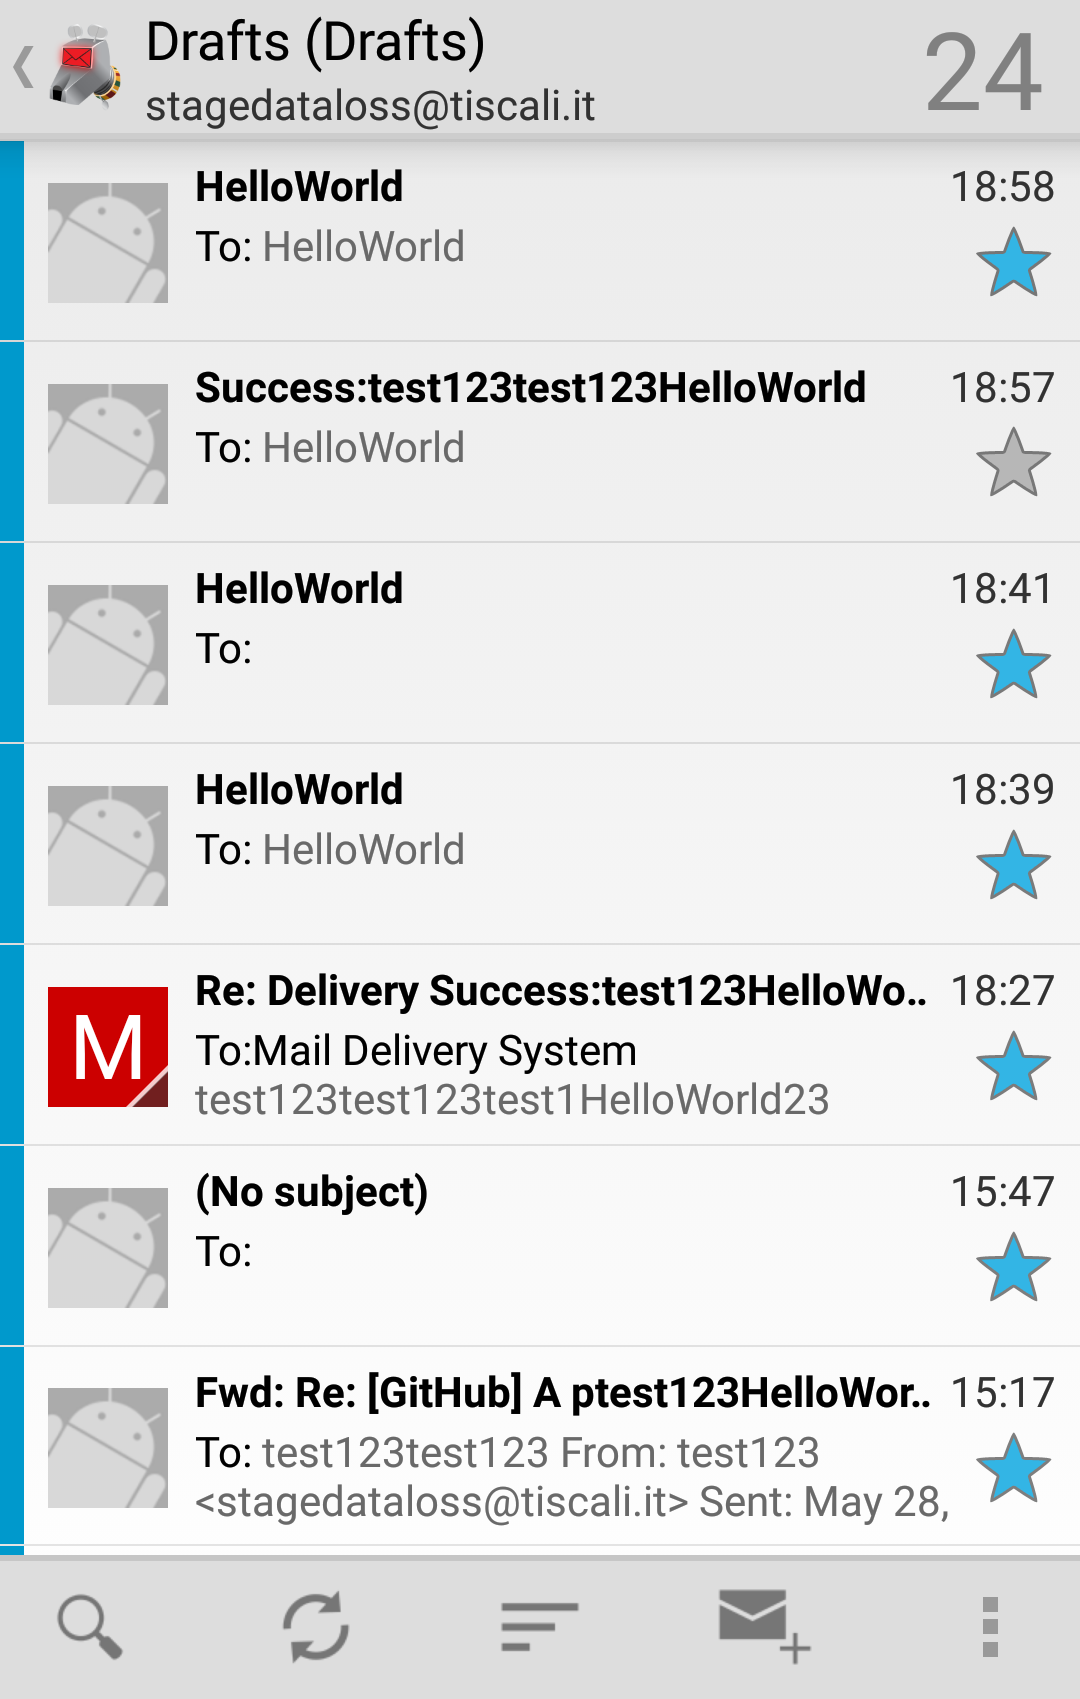 Drafts (Drafts)
24
stagedataloss@tiscali.it
HelloWorld 18:58
To: HelloWorld
Success:test123test123HelloWorld 18:57
To: HelloWorld
HelloWorld 18:41
To:
HelloWorld 18:39
To: HelloWorld
M
Re: Delivery Success:test123HelloWo.. 18:27
To:Mail Delivery System
test123test123test1HelloWorld23
(No subject) 15:47
To:
Fwd: Re: [GitHub] A ptest123HelloWor.. 15:17
To: test123test123 From: test123
<stagedataloss@tiscali.it> Sent: May 28,